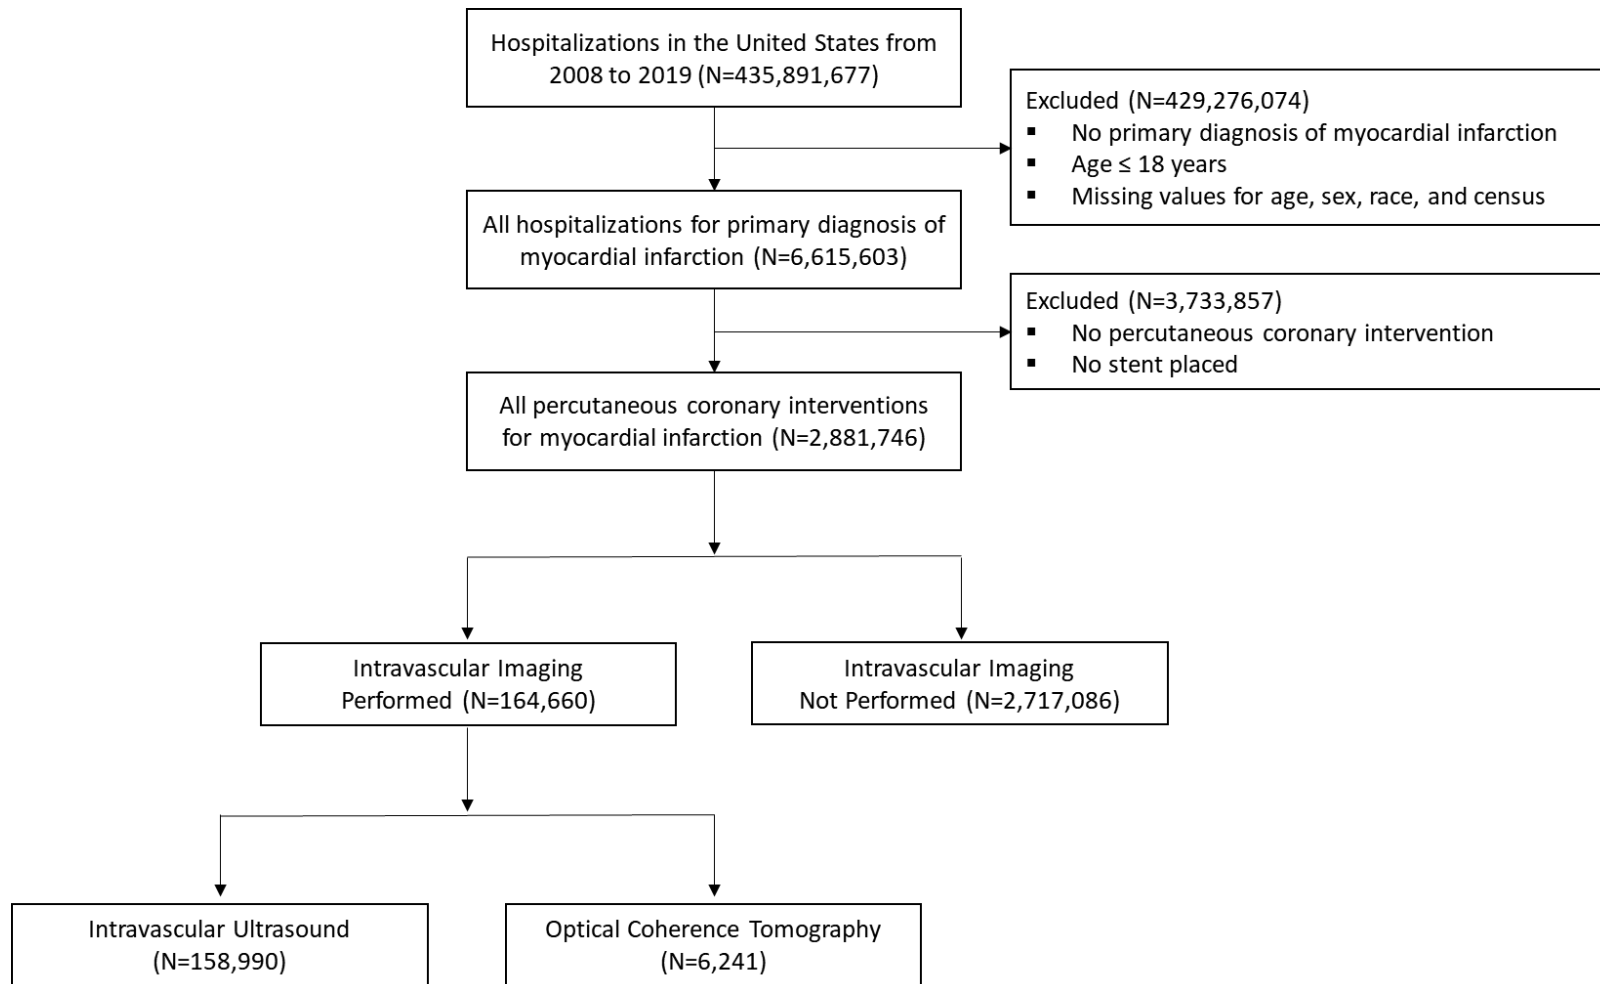 Hospitalizations in the United States from
2008 to 2019 (N=435,891,677)
Excluded (N=429,276,074)
▪ No primary diagnosis of myocardial infarction
▪ Age ≤ 18 years
▪ Missing values for age, sex, race, and census
All hospitalizations for primary diagnosis of
myocardial infarction (N=6,615,603)
Excluded (N=3,733,857)
▪ No percutaneous coronary intervention
▪ No stent placed
All percutaneous coronary interventions
for myocardial infarction (N=2,881,746)
Intravascular Imaging
Performed (N=164,660)
Intravascular Imaging
Not Performed (N=2,717,086)
Intravascular Ultrasound
(N=158,990)
Optical Coherence Tomography
(N=6,241)